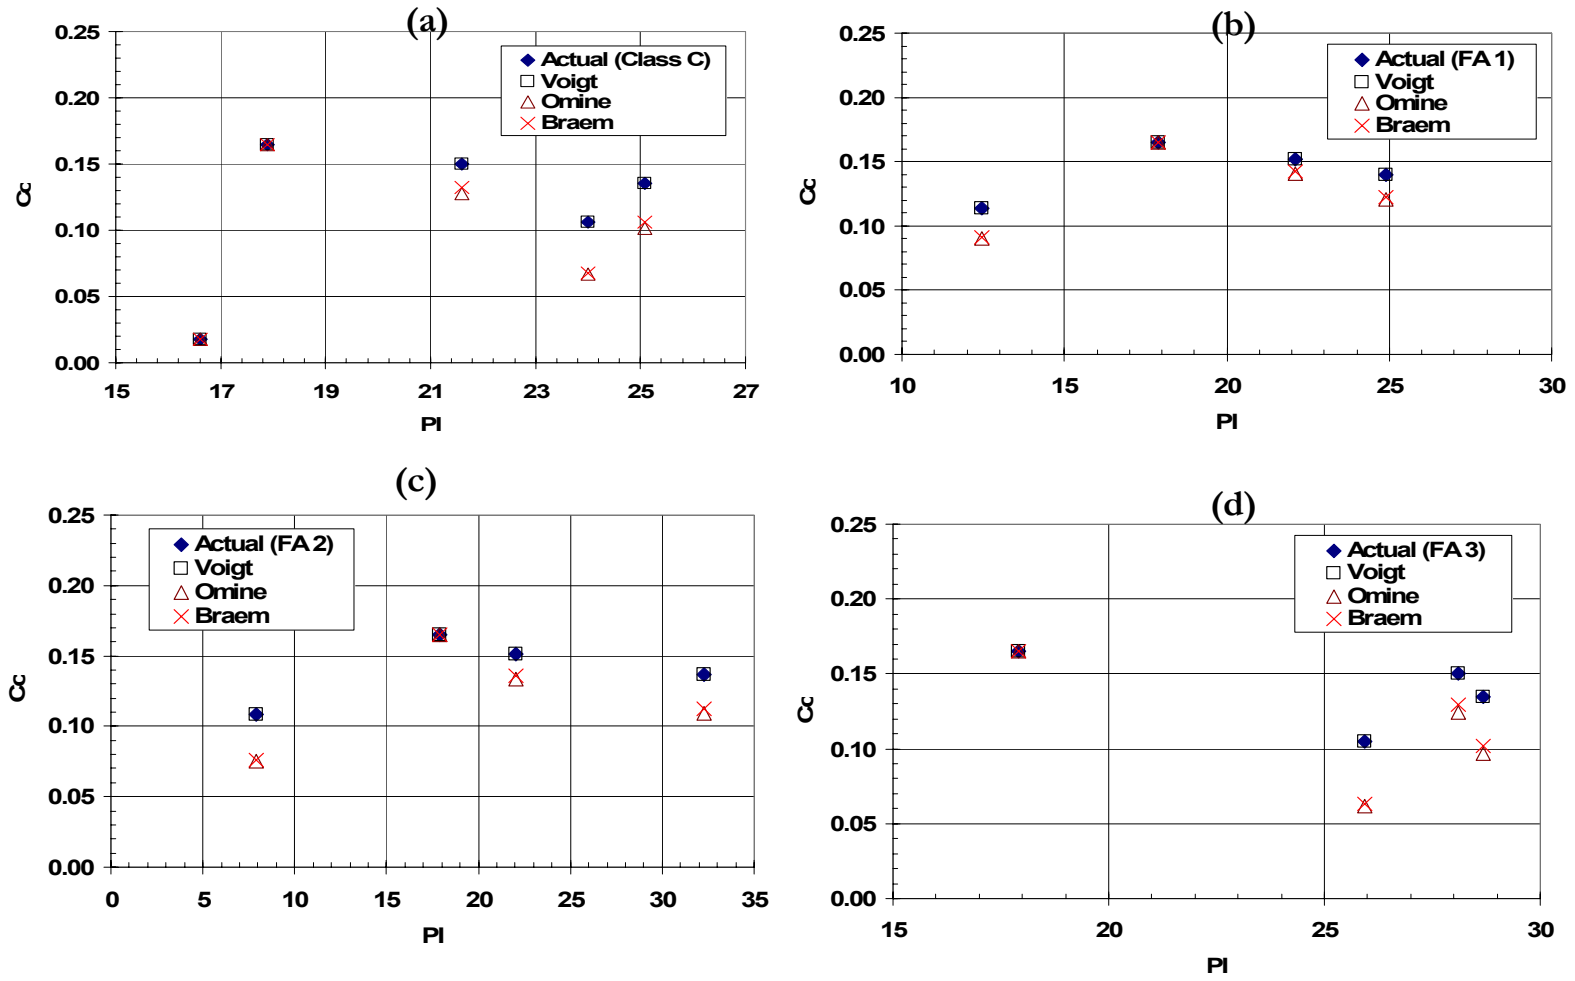 (a)
0.25
0.20
0.15
0.10
0.05
0.00
Cc
Actual (Class C)
Voigt
Omine
Braem
15 17 19 21 23 25 27
PI
(b)
0.25
0.20
0.15
0.10
0.05
0.00
Cc
Actual (FA 1)
Voigt
Omine
Braem
10 15 20 25 30
PI
(c)
0.25
0.20
0.15
0.10
0.05
0.00
Cc
Actual (FA 2)
Voigt
Omine
Braem
0 5 10 15 20 25 30 35
PI
(d)
0.25
0.20
0.15
0.10
0.05
0.00
Cc
Actual (FA 3)
Voigt
Omine
Braem
15 20 25 30
PI